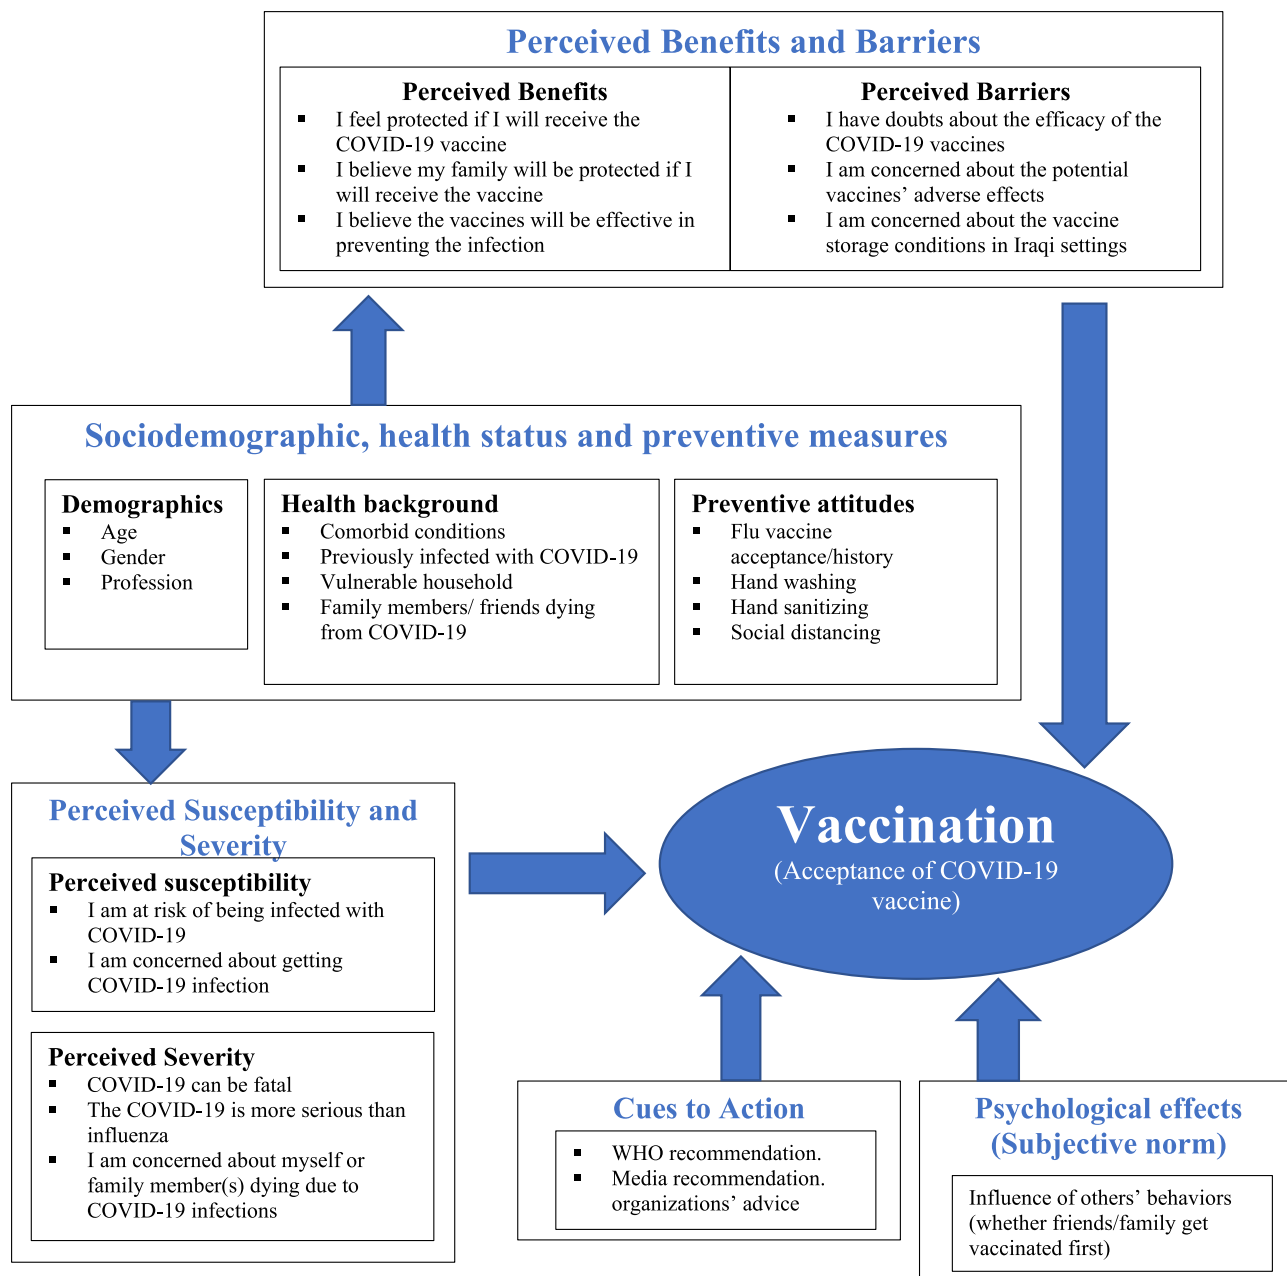 Perceived Benefits and Barriers
Perceived Benefits
▪ I feel protected if I will receive the
COVID-19 vaccine
▪ I believe my family will be protected if I
will receive the vaccine
▪ I believe the vaccines will be effective in
preventing the infection
Perceived Barriers
▪ I have doubts about the efficacy of the
COVID-19 vaccines
▪ I am concerned about the potential
vaccines’ adverse effects
▪ I am concerned about the vaccine
storage conditions in Iraqi settings
Sociodemographic, health status and preventive measures
Demographics
▪ Age
▪ Gender
▪ Profession
Health background
▪ Comorbid conditions
▪ Previously infected with COVID-19
▪ Vulnerable household
▪ Family members/ friends dying
from COVID-19
Preventive attitudes
▪ Flu vaccine
acceptance/history
▪ Hand washing
▪ Hand sanitizing
▪ Social distancing
Perceived Susceptibility and
Severity
Perceived susceptibility
▪ I am at risk of being infected with
COVID-19
▪ I am concerned about getting
COVID-19 infection
Perceived Severity
▪ COVID-19 can be fatal
▪ The COVID-19 is more serious than
influenza
▪ I am concerned about myself or
family member(s) dying due to
COVID-19 infections
Vaccination
(Acceptance of COVID-19
vaccine)
Cues to Action
▪ WHO recommendation.
▪ Media recommendation.
organizations’ advice
Psychological effects
(Subjective norm)
Influence of others’ behaviors
(whether friends/family get
vaccinated first)